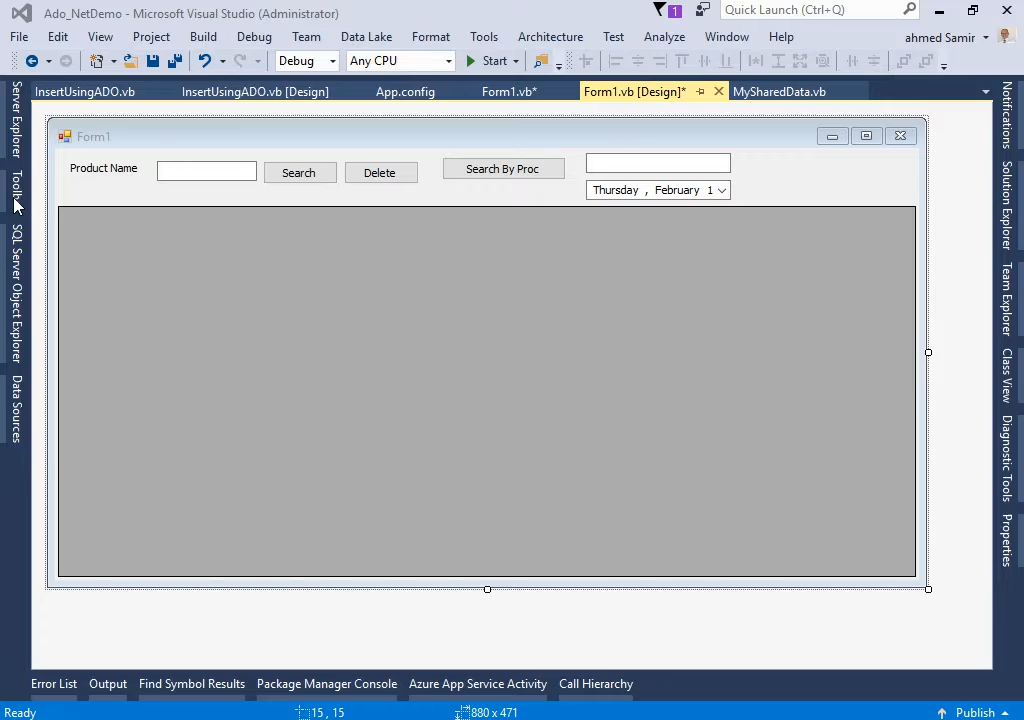 Ado_NetDemo - Microsoft Visual Studio (Administrator)
1
Quick Launch (Ctrl+Q)
File Edit View Project Build Debug Team Data Lake Format Tools Architecture Test Analyze Window Help ahmed Samir
Debug Any CPU Start
InsertUsingADO.vb InsertUsingADO.vb [Design] App.config Form1.vb* Form1.vb [Design]* MySharedData.vb
Server Explorer
Toolb
SQL Server Object Explorer
Data Sources
Form1
Product Name Search Delete Search By Proc
Thursday , February 1
Notifications
Solution Explorer
Team Explorer
Class View
Diagnostic Tools
Properties
Error List Output Find Symbol Results Package Manager Console Azure App Service Activity Call Hierarchy
Ready 15 , 15 880 x 471 Publish